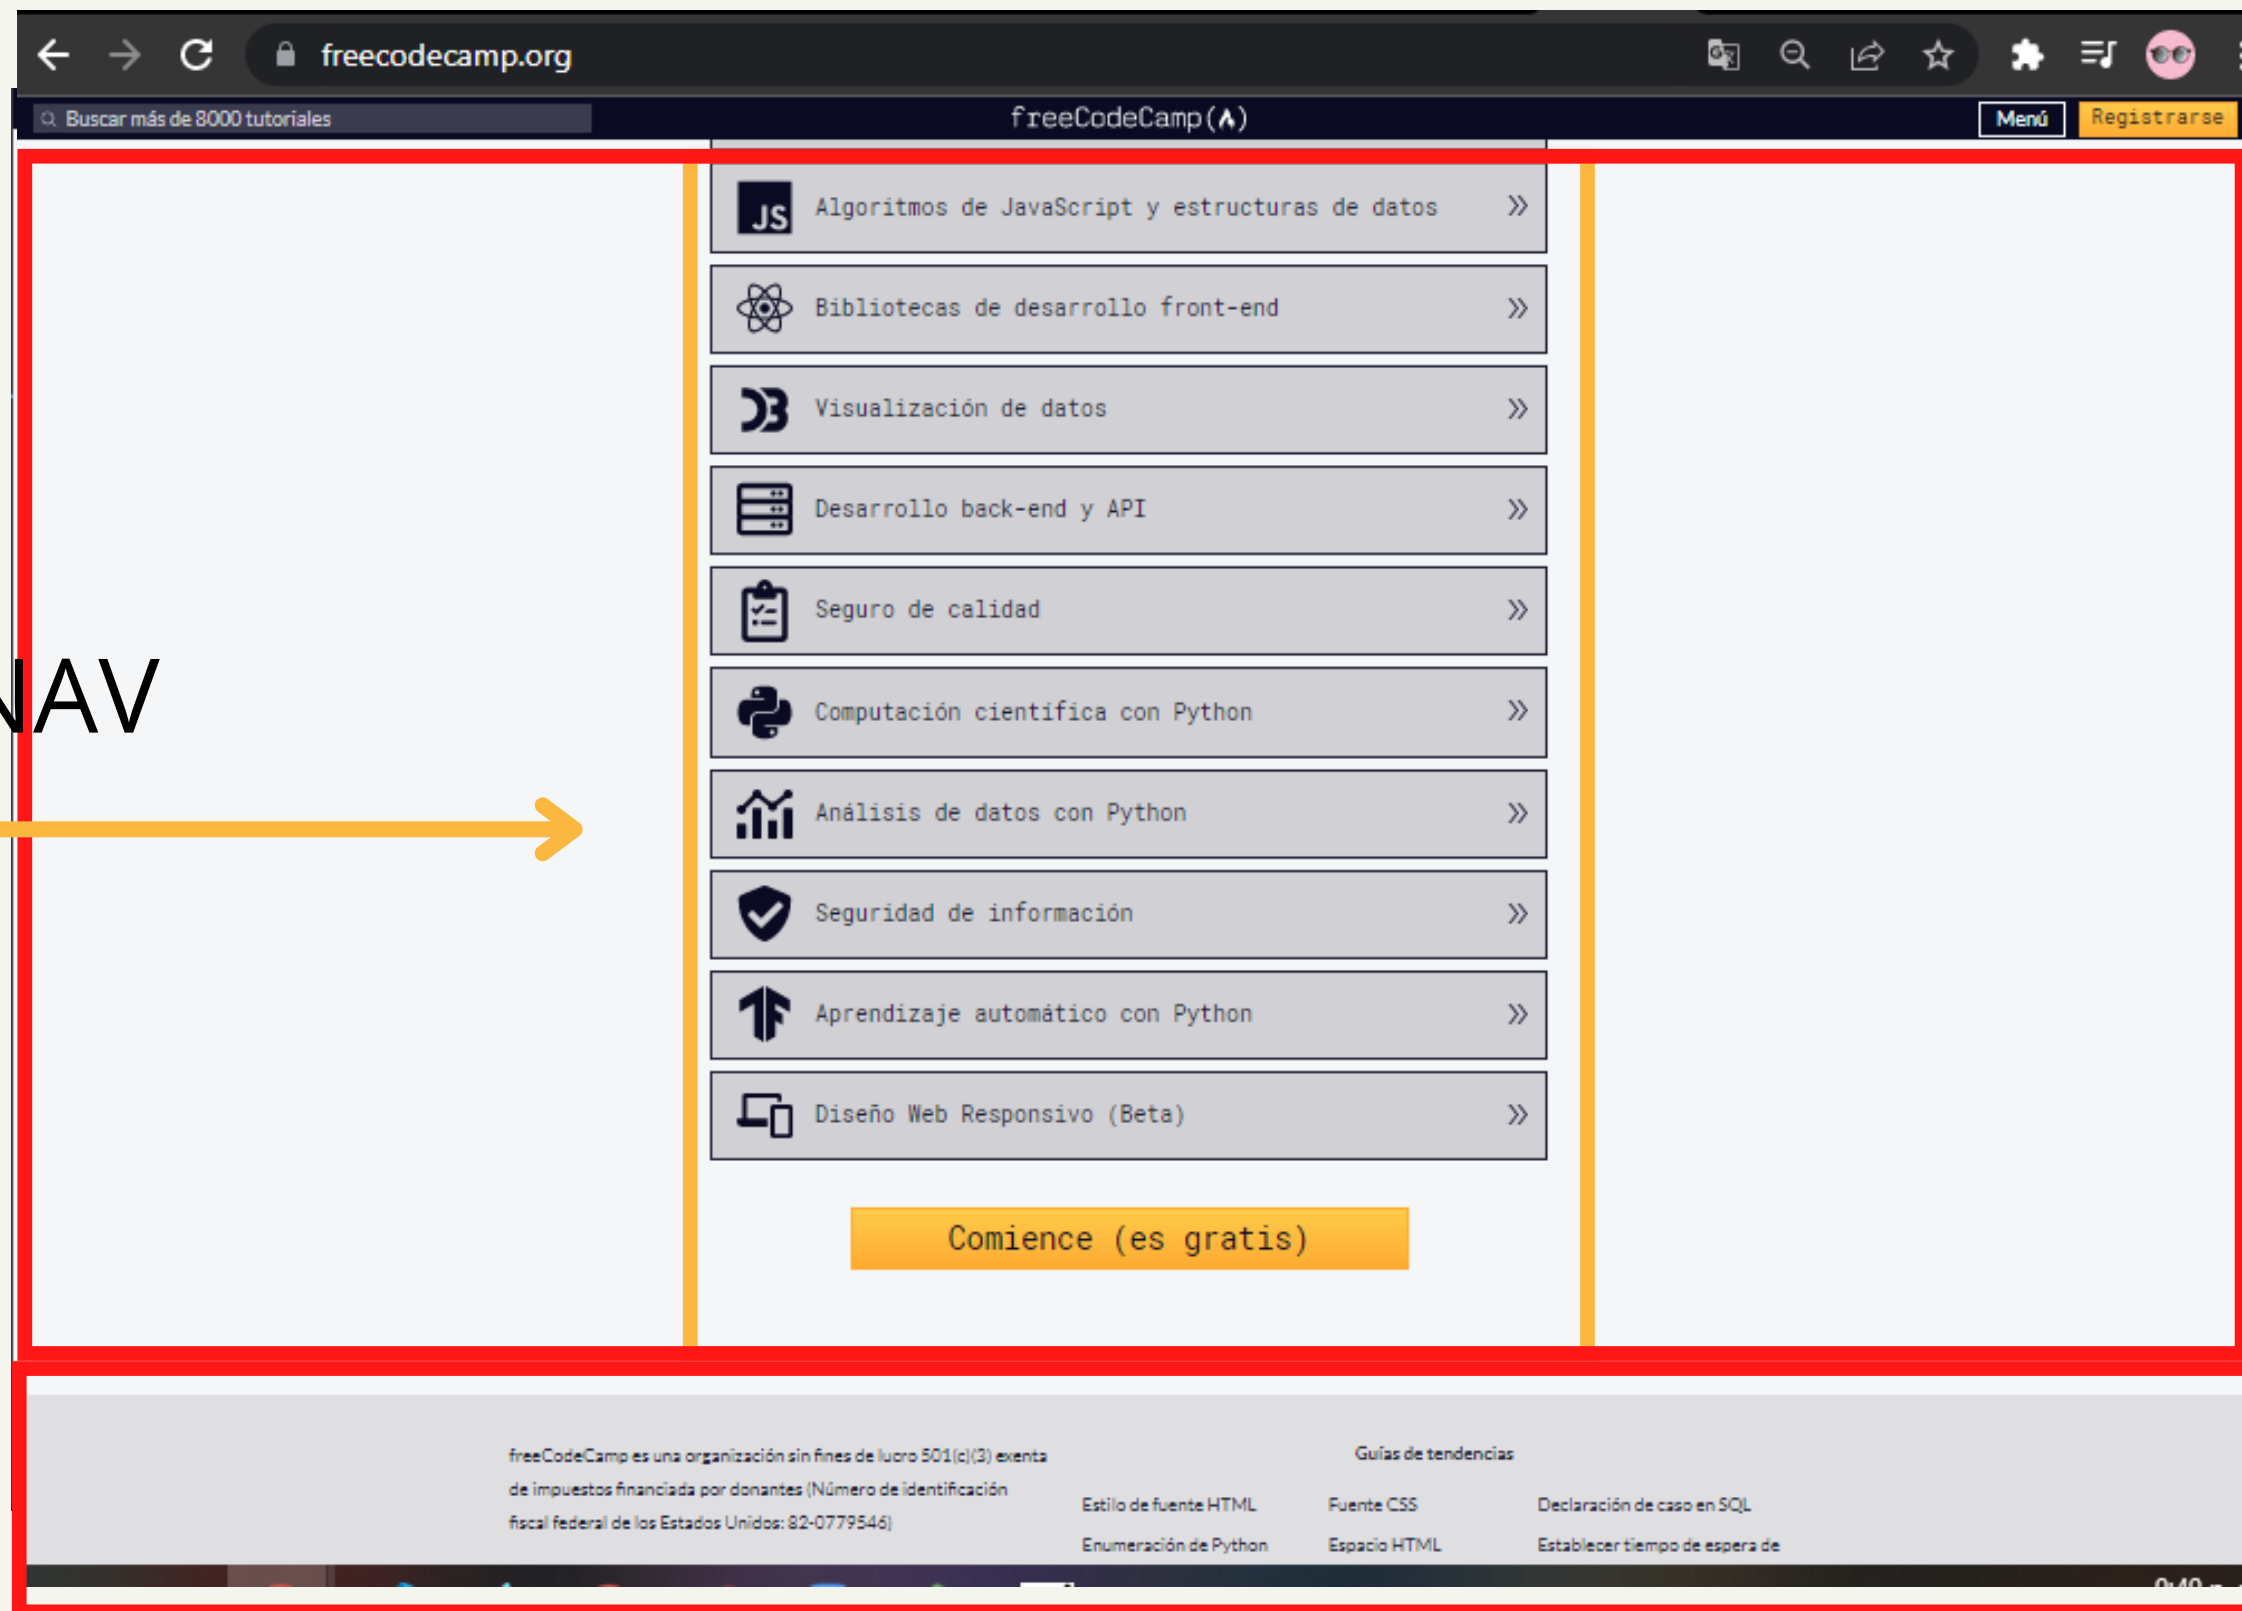 freecodecamp.org
Buscar más de 8000 tutoriales
freeCodeCamp
Menú
Registrarse
JS Algoritmos de JavaScript y estructuras de datos
Bibliotecas de desarrollo front-end
Visualización de datos
Desarrollo back-end y API
Seguro de calidad
NAV
Computación científica con Python
Análisis de datos con Python
Seguridad de información
Aprendizaje automático con Python
Diseño Web Responsivo (Beta)
Comience (es gratis)
freeCodeCamp es una organización sin fines de lucro 501(c)(3) exenta
de impuestos financiada por donantes (Número de identificación
fiscal federal de los Estados Unidos: 82-0779546)
Guías de tendencias
Estilo de fuente HTML
Fuente CSS
Declaración de caso en SQL
Enumeración de Python
Espacio HTML
Establecer tiempo de espera de